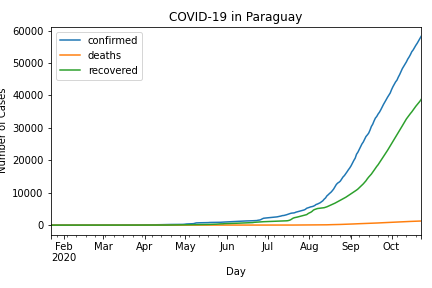 COVID-19 in Paraguay
confirmed
deaths
recovered
60000
50000
40000
30000
20000
10000
0
Number of Cases
Feb Mar Apr May Jun Jul Aug Sep Oct
2020
Day